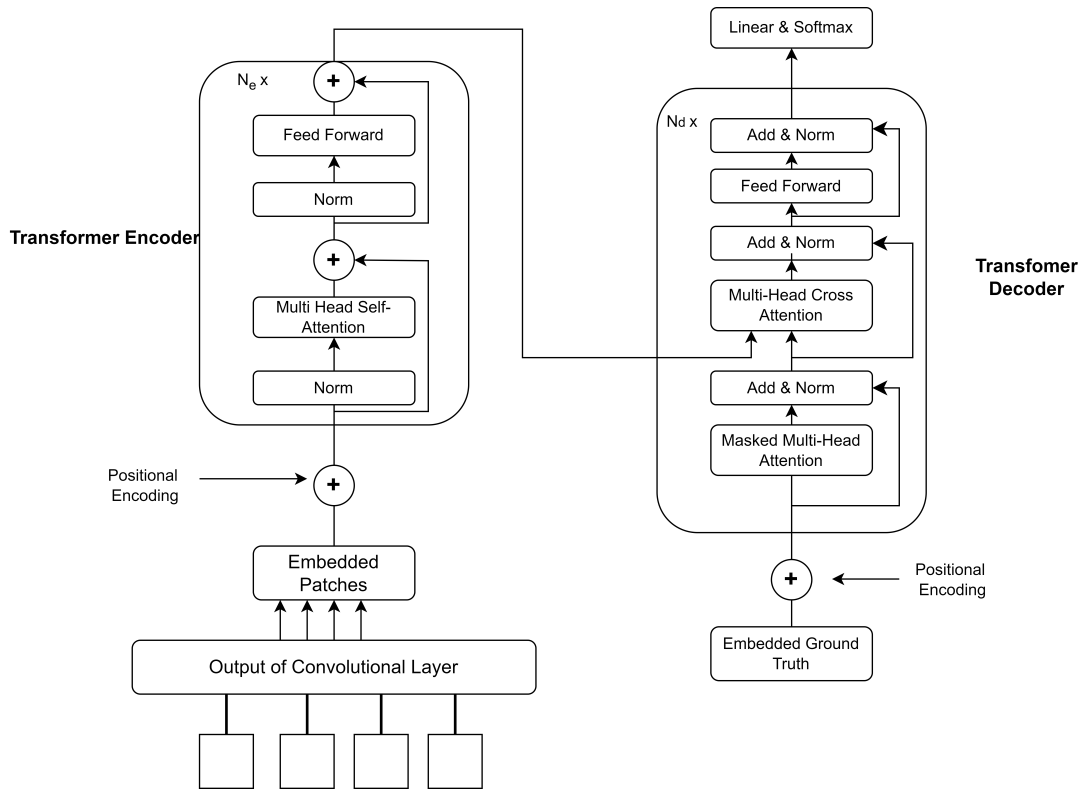 Linear & Softmax
N_e x
Feed Forward
Norm
Transformer Encoder
Multi Head Self-
Attention
Norm
Positional
Encoding
Embedded
Patches
Output of Convolutional Layer
Nd x
Add & Norm
Feed Forward
Add & Norm
Transfomer
Decoder
Multi-Head Cross
Attention
Add & Norm
Masked Multi-Head
Attention
Positional
Encoding
Embedded Ground
Truth